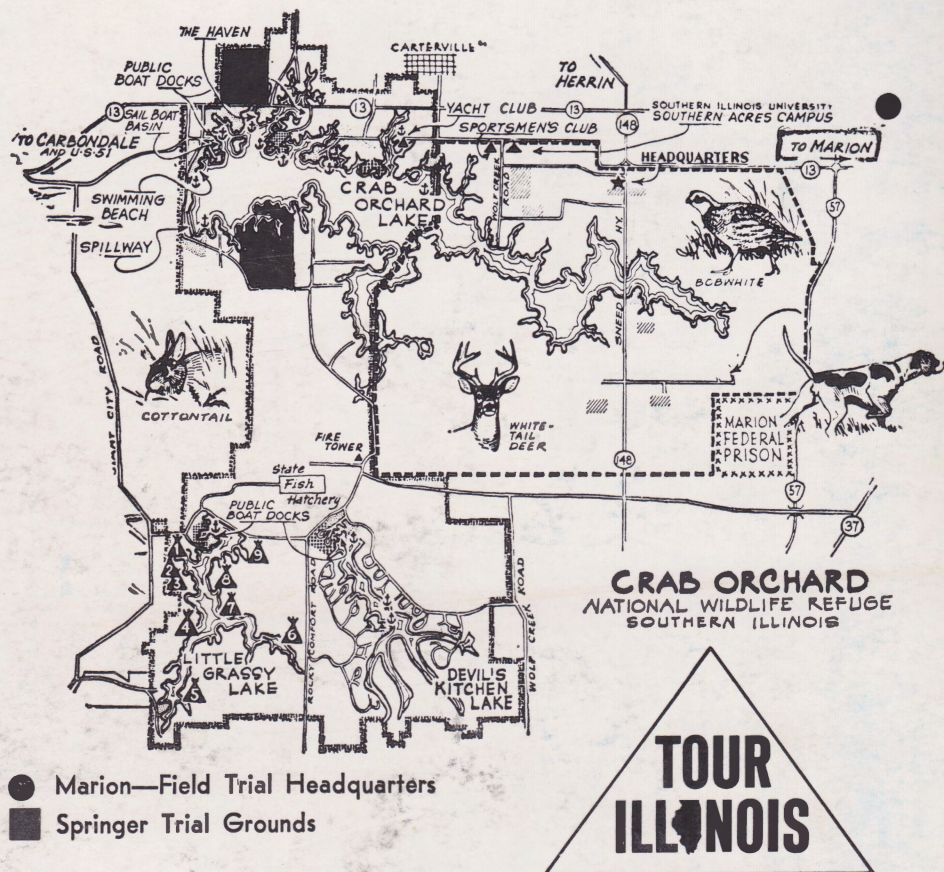 THE HAVEN
PUBLIC
BOAT DOCKS
CARTERVILLE
TO
HERRIN
13
SAIL BOAT
BASIN
13
YACHT CLUB
13
SOUTHERN ILLINOIS UNIVERSITY
SOUTHERN ACRES CAMPUS
148
SPORTSMEN'S CLUB
TO CARBONDALE
AND U.S. 51
HEADQUARTERS
TO MARION
13
57
CRAB
ORCHARD
LAKE
WOLF CREEK
ROAD
SWIMMING
BEACH
SPILLWAY
BOBWHITE
SNEED HY.
148
GIANT CITY ROAD
COTTONTAIL
WHITE-
TAIL
DEER
MARION
FEDERAL
PRISON
FIRE
TOWER
148
State
Fish
Hatchery
PUBLIC
BOAT DOCKS
57
37
1
2
3
4
5
6
7
8
9
LITTLE
GRASSY
LAKE
ROCKY COMFORT ROAD
DEVIL'S
KITCHEN
LAKE
WOLF CREEK ROAD
CRAB ORCHARD
NATIONAL WILDLIFE REFUGE
SOUTHERN ILLINOIS
Marion—Field Trial Headquarters
Springer Trial Grounds
TOUR
ILLINOIS